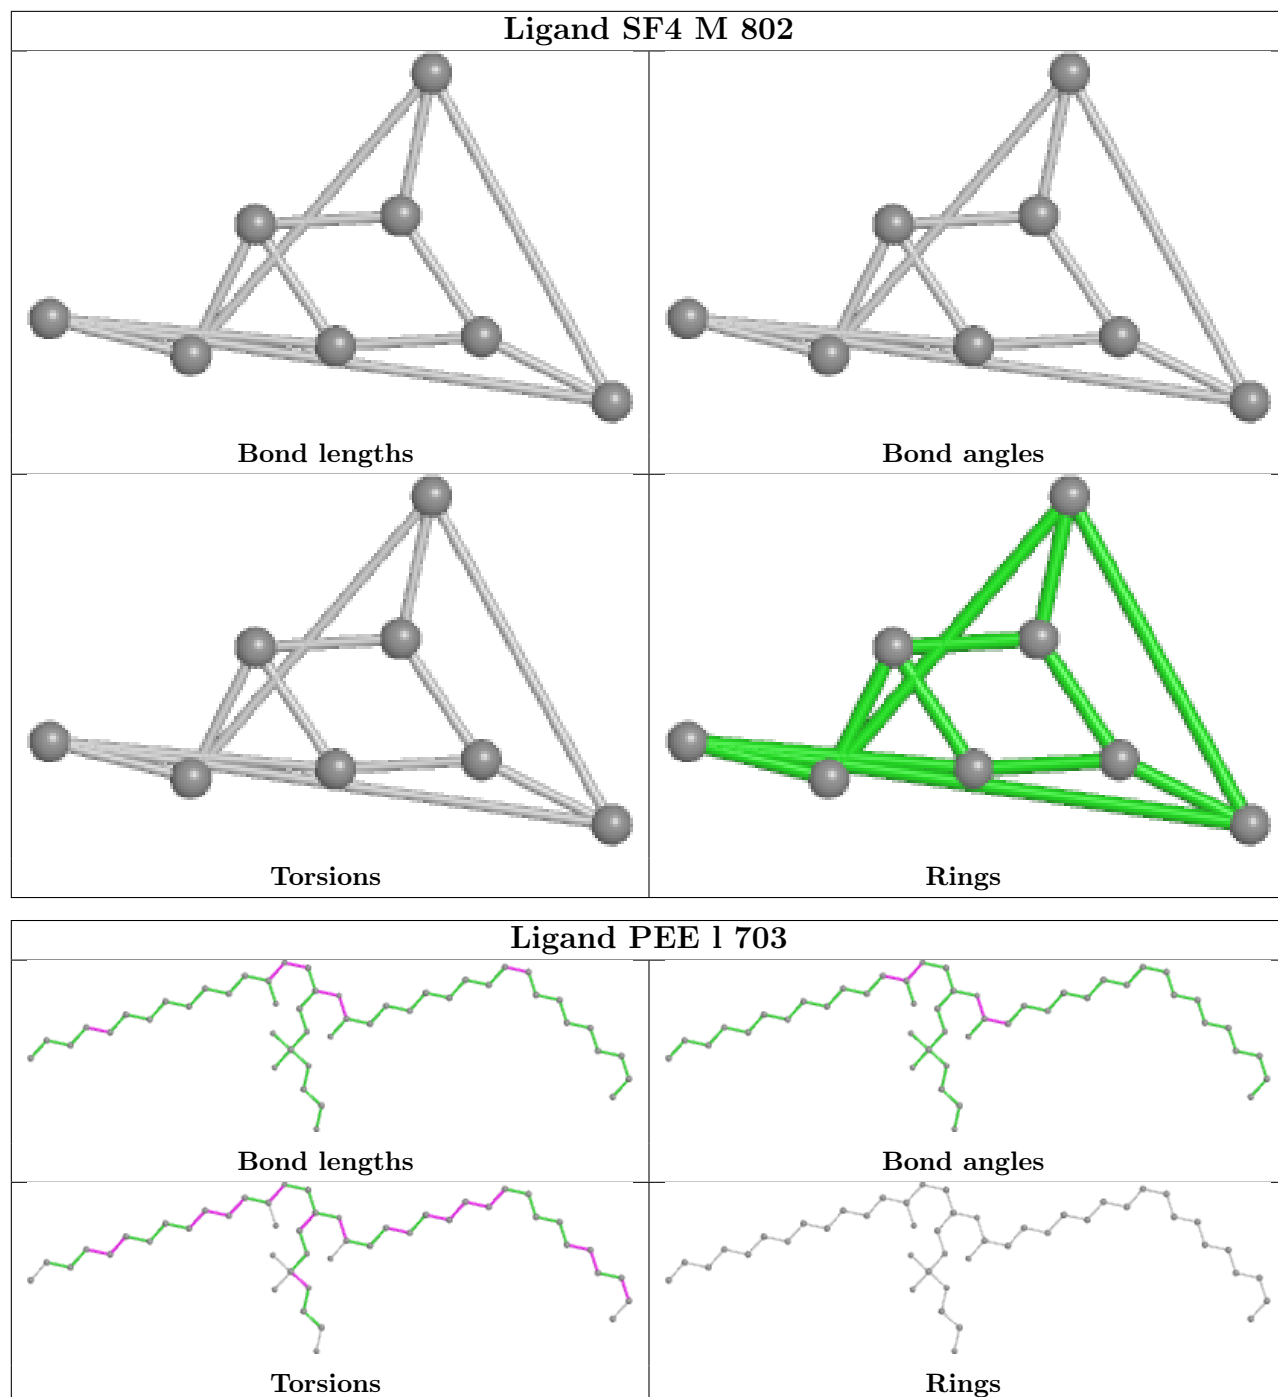 Ligand SF4 M 802
Bond lengths
Bond angles
Torsions
Rings
Ligand PEE l 703
Bond lengths
Bond angles
Torsions
Rings